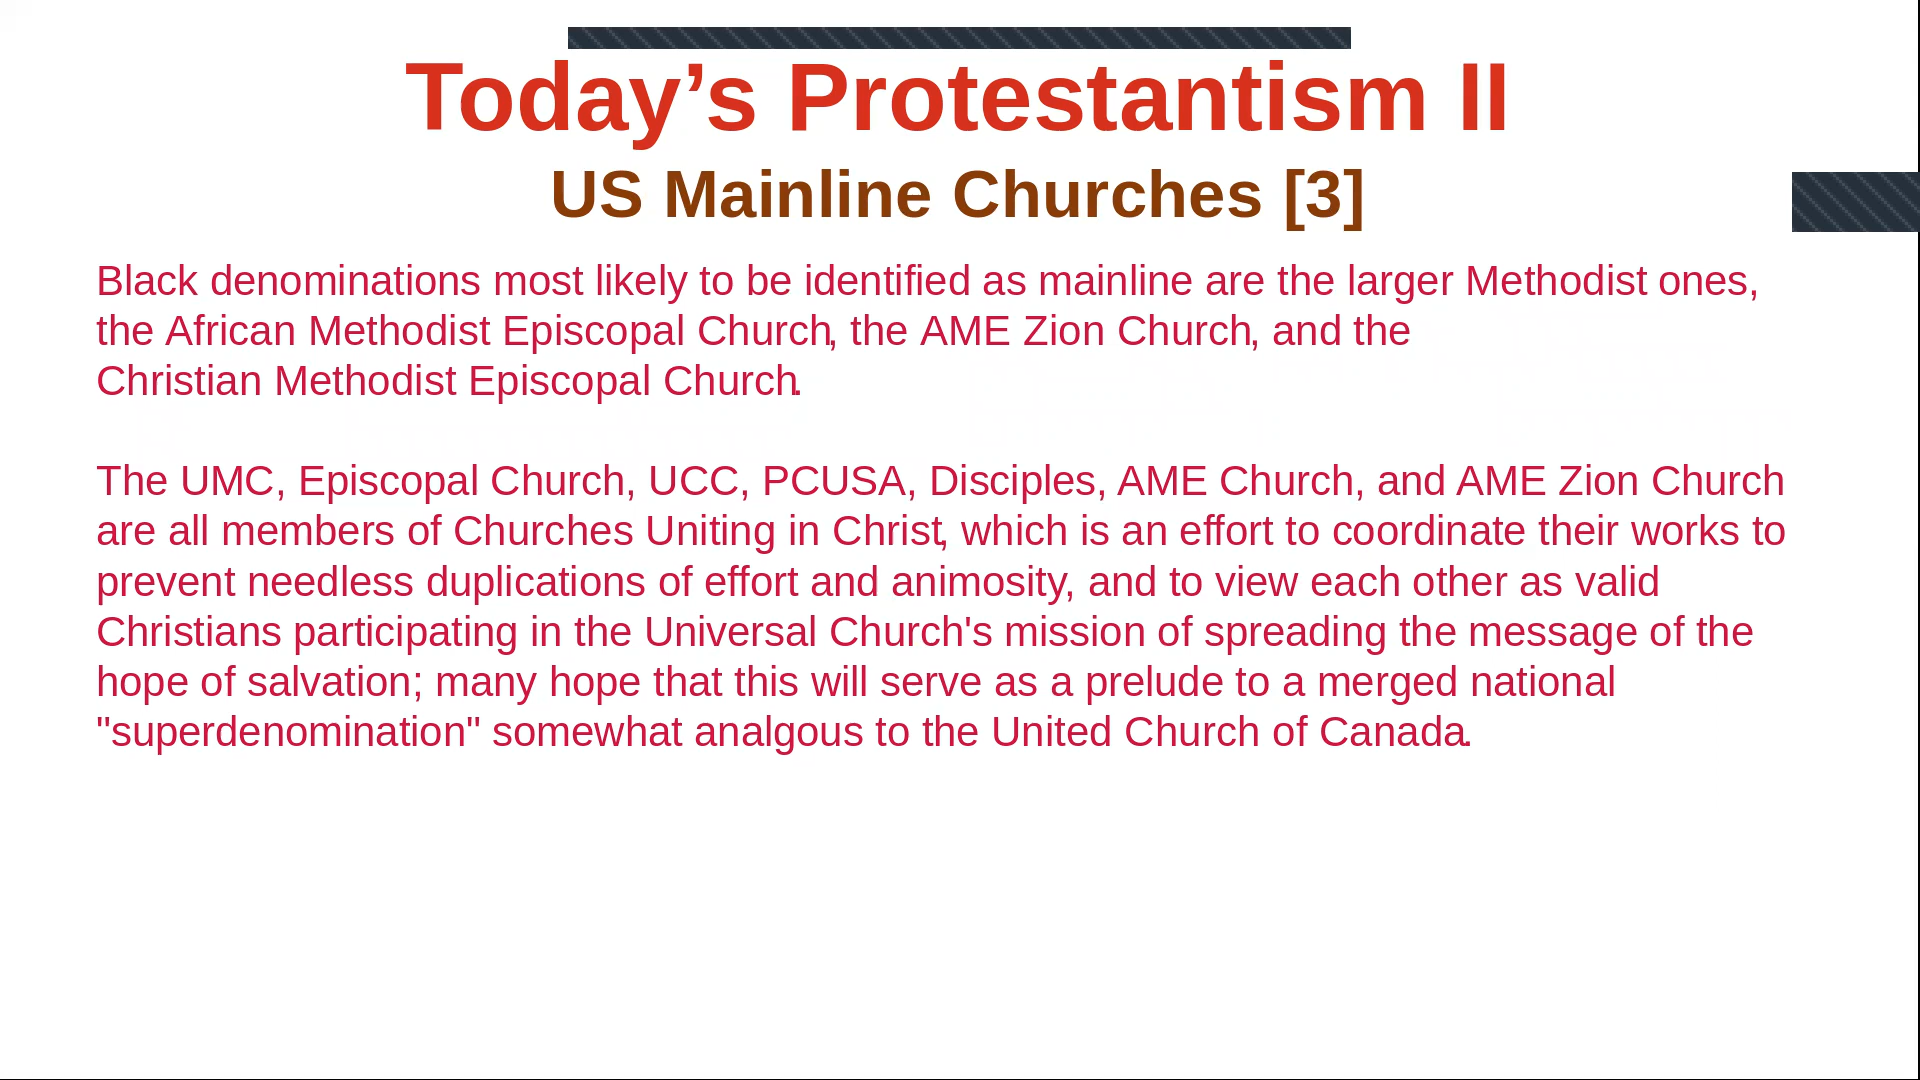 Today’s Protestantism II
US Mainline Churches [3]
Black denominations most likely to be identified as mainline are the larger Methodist ones,
the African Methodist Episcopal Church, the AME Zion Church, and the
Christian Methodist Episcopal Church.
The UMC, Episcopal Church, UCC, PCUSA, Disciples, AME Church, and AME Zion Church
are all members of Churches Uniting in Christ, which is an effort to coordinate their works to
prevent needless duplications of effort and animosity, and to view each other as valid
Christians participating in the Universal Church's mission of spreading the message of the
hope of salvation; many hope that this will serve as a prelude to a merged national
"superdenomination" somewhat analgous to the United Church of Canada.